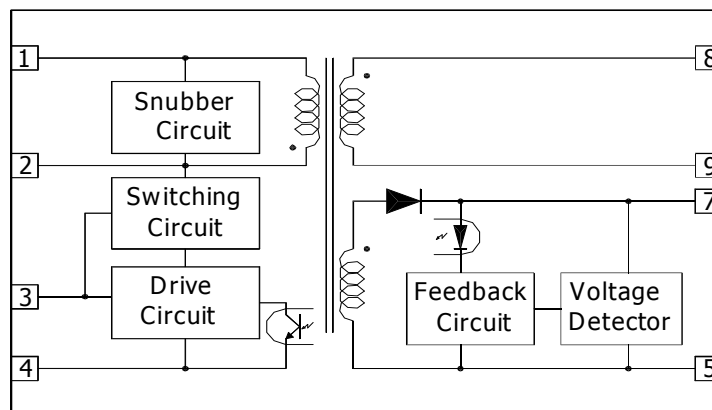 1
8
Snubber
Circuit
2
9
Switching
Circuit
7
3
Drive
Circuit
Feedback
Circuit
Voltage
Detector
4
5